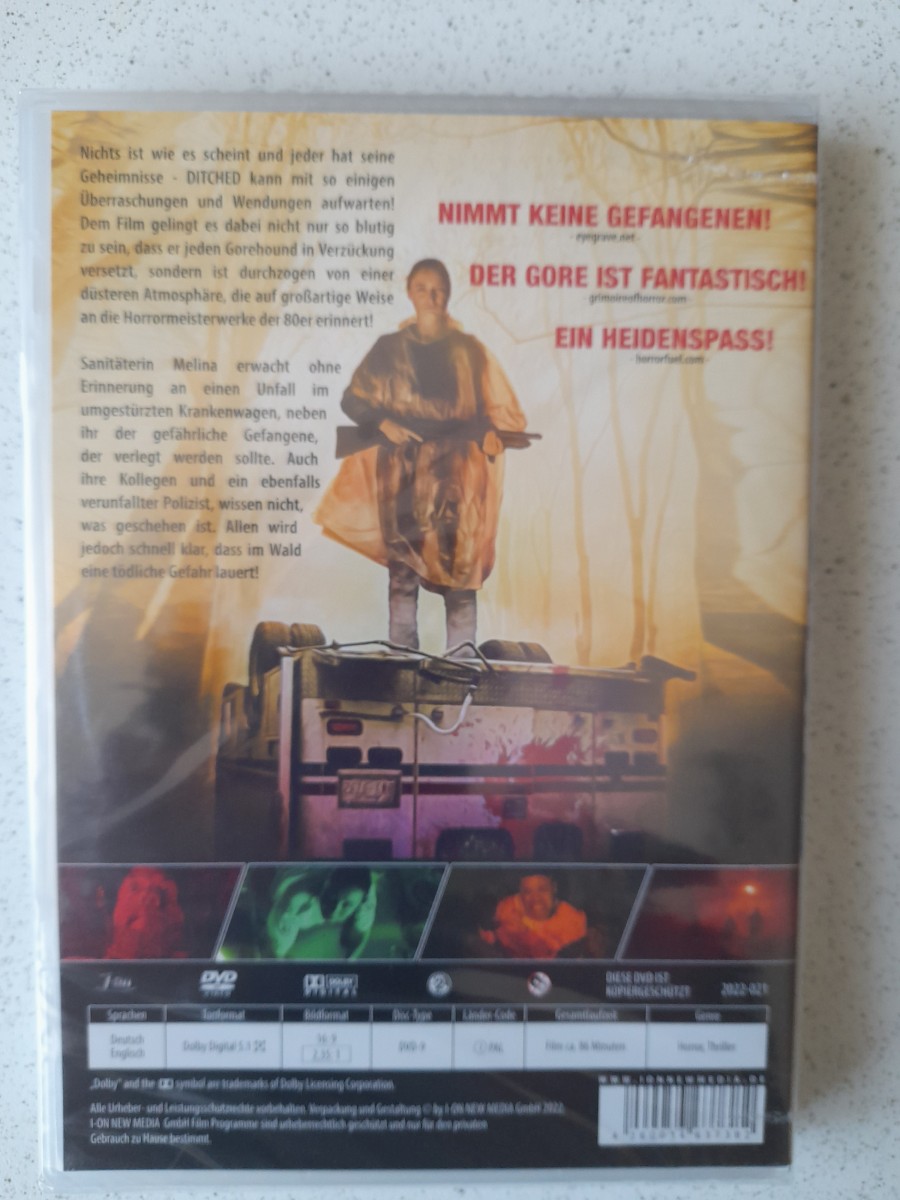 Nichts ist wie es scheint und jeder hat seine
Geheimnisse - DITCHED kann mit so einigen
Überraschungen und Wendungen aufwarten!
Dem Film gelingt es dabei nicht nur so blutig
zu sein, dass er jeden Gorehound in Verzückung
versetzt, sondern ist durchzogen von einer
düsteren Atmosphäre, die auf großartige Weise
an die Horrormeisterwerke der 80er erinnert!
Sanitäterin Melina erwacht ohne
Erinnerung an einen Unfall im
umgestürzten Krankenwagen, neben
ihr der gefährliche Gefangene,
der verlegt werden sollte. Auch
ihre Kollegen und ein ebenfalls
verunfallter Polizist, wissen nicht,
was geschehen ist. Allen wird
jedoch schnell klar, dass im Wald
eine tödliche Gefahr lauert!
NIMMT KEINE GEFANGENEN!
DER GORE IST FANTASTISCH!
- grimoireofhorror.com -
EIN HEIDENSPASS!
- horrorfuel.com -
DVD
VIDEO
DOLBY
DIGITAL
2
DIESE DVD IST
KOPIERGESCHÜTZT!
2022-021
Sprachen Tonformat Bildformat Disc-Type Länder-Code Gesamtlaufzeit Genre
Deutsch
Englisch
Dolby Digital 5.1
16:9
2,35:1
DVD-9
PAL
Film ca. 86 Minuten
Horror, Thriller
„Dolby" and the symbol are trademarks of Dolby Licensing Corporation.
Alle Urheber- und Leistungsschutzrechte vorbehalten. Verpackung und Gestaltung © by I-ON NEW MEDIA GmbH 2022.
I-ON NEW MEDIA GmbH Film Programme sind urheberrechtlich geschützt und nur für den privaten
Gebrauch zu Hause bestimmt.
WWW.IONNEWMEDIA.DE